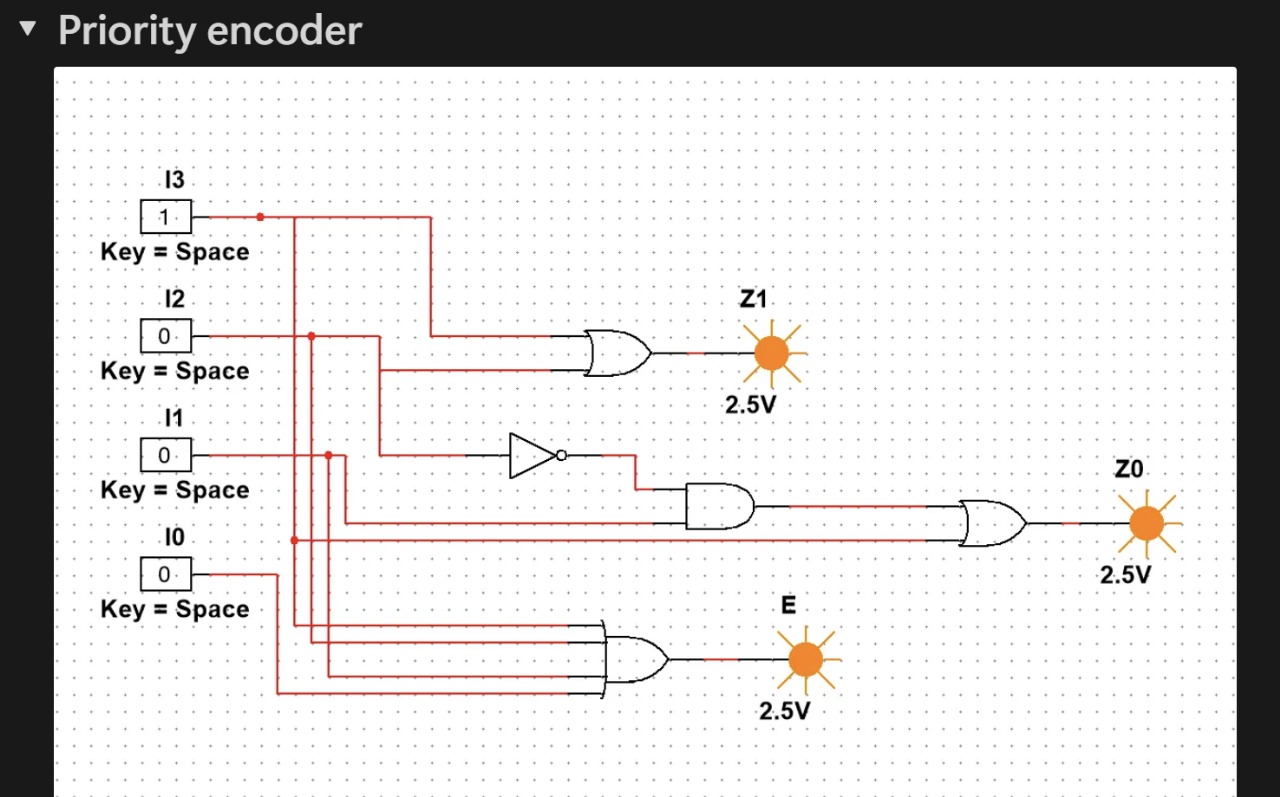 Priority encoder
I3
1
Key = Space
I2
0
Key = Space
I1
0
Key = Space
I0
0
Key = Space
Z1
2.5V
Z0
2.5V
E
2.5V